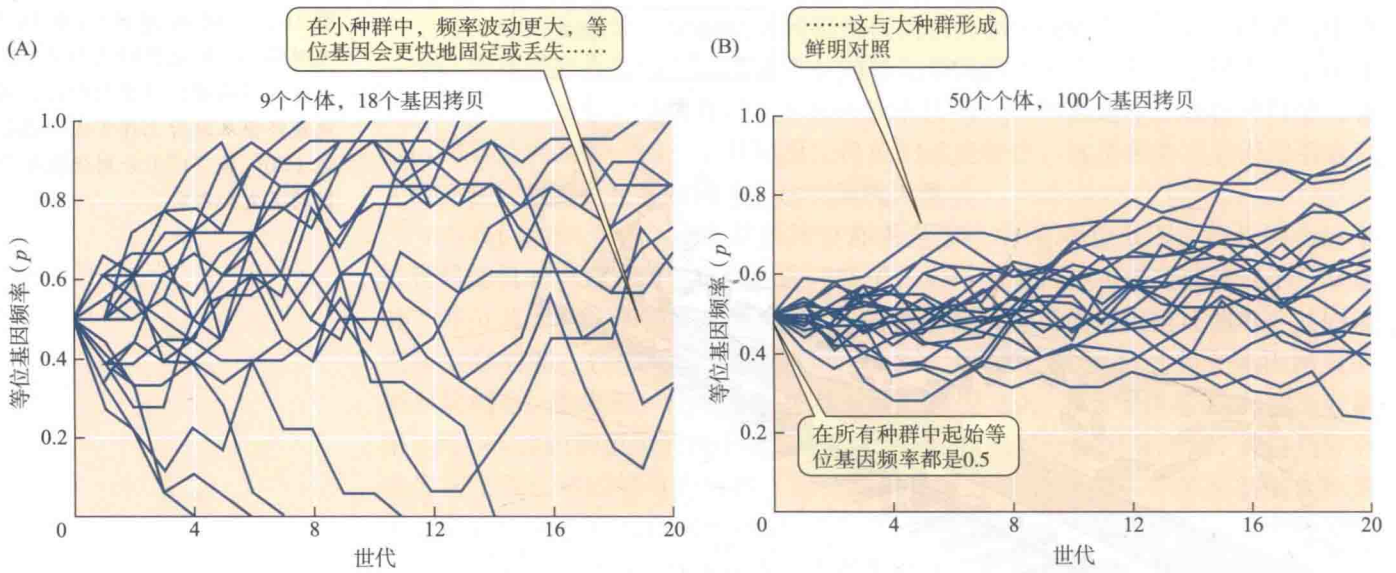 (A)
在小种群中，频率波动更大，等
位基因会更快地固定或丢失……
9个个体，18个基因拷贝
1.0
0.8
0.6
0.4
0.2
0
4
8
12
16
20
等位基因频率（p）
世代
(B)
……这与大种群形成
鲜明对照
50个个体，100个基因拷贝
1.0
0.8
0.6
0.4
0.2
0
4
8
12
16
20
等位基因频率（p）
世代
在所有种群中起始等
位基因频率都是0.5